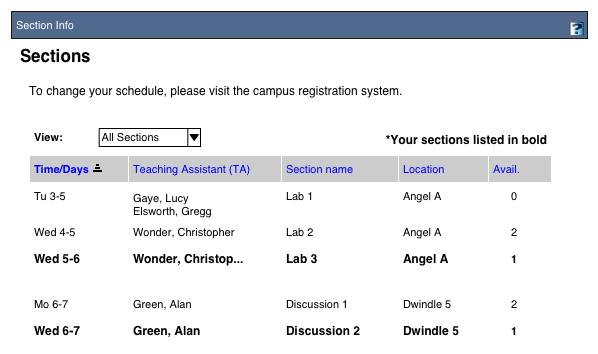 Section Info ?
Sections
To change your schedule, please visit the campus registration system.
View: All Sections
*Your sections listed in bold
Time/Days Teaching Assistant (TA) Section name Location Avail.
Tu 3-5 Gaye, Lucy Lab 1 Angel A 0
Elsworth, Gregg
Wed 4-5 Wonder, Christopher Lab 2 Angel A 2
Wed 5-6 Wonder, Christop... Lab 3 Angel A 1
Mo 6-7 Green, Alan Discussion 1 Dwindle 5 2
Wed 6-7 Green, Alan Discussion 2 Dwindle 5 1